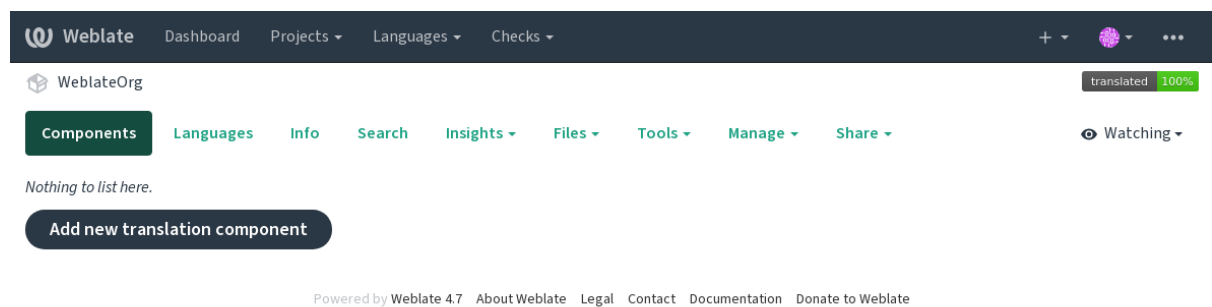 Weblate Dashboard Projects Languages Checks
WeblateOrg translated 100%
Components Languages Info Search Insights Files Tools Manage Share Watching
Nothing to list here.
Add new translation component
Powered by Weblate 4.7 About Weblate Legal Contact Documentation Donate to Weblate